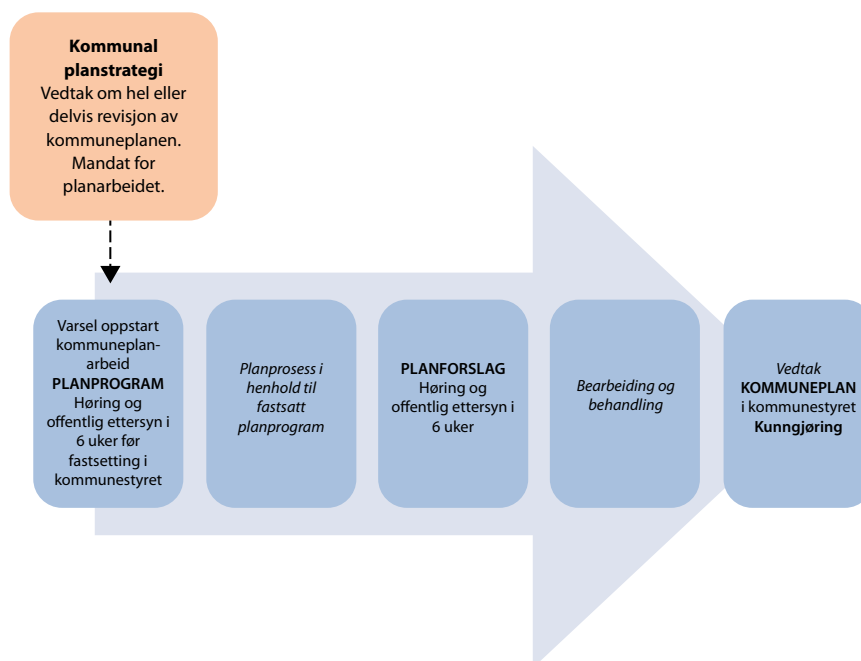 Kommunal
planstrategi
Vedtak om hel eller
delvis revisjon av
kommuneplanen.
Mandat for
planarbeidet.
Varsel oppstart
kommuneplan-
arbeid
PLANPROGRAM
Høring og
offentlig ettersyn i
6 uker før
fastsetting i
kommunestyret
Planprosess i
henhold til
fastsatt
planprogram
PLANFORSLAG
Høring og
offentlig ettersyn i
6 uker
Bearbeiding og
behandling
Vedtak
KOMMUNEPLAN
i kommunestyret
Kunngjøring